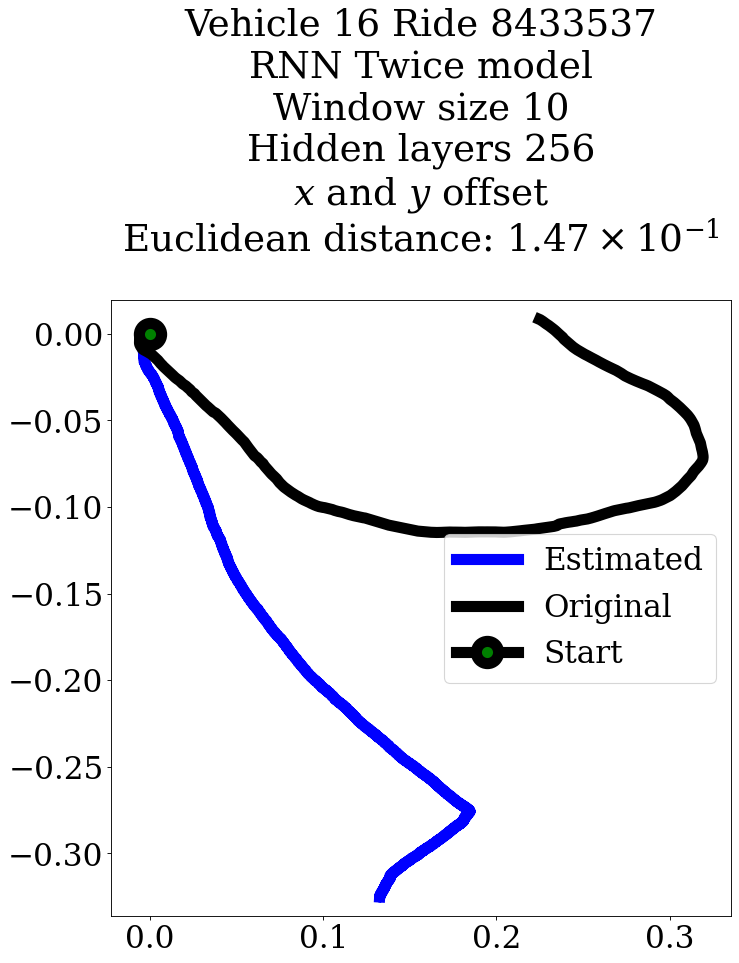 Vehicle 16 Ride 8433537
RNN Twice model
Window size 10
Hidden layers 256
x and y offset
Euclidean distance: 1.47 × 10⁻¹
0.00
−0.05
−0.10
−0.15
−0.20
−0.25
−0.30
Estimated
Original
Start
0.0 0.1 0.2 0.3